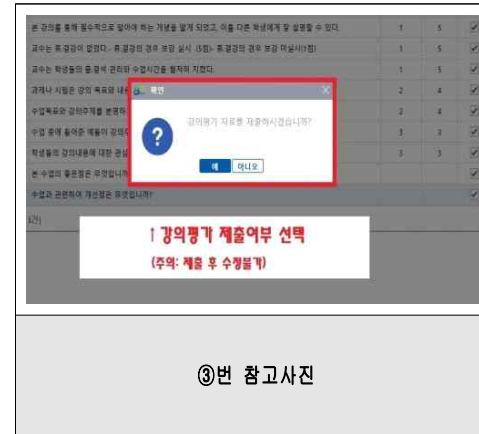 본 강의를 통해 필수적으로 알아야 하는 개념을 알게 되었고, 이를 다른 학생에게 잘 설명할 수 있다. 1 5
교수는 휴.결강이 없었다.- 휴.결강의 경우 보강 실시 (5점)- 휴.결강의 경우 보강 미실시(1점) 1 5
교수는 학생들의 출.결석 관리와 수업시간을 철저히 지켰다. 1 5
과제나 시험은 강의 목표와 내용 2 4
수업목표와 강의주제를 분명하 2 4
수업 중에 들어준 예들이 강의 3 3
학생들의 강의내용에 대한 관심 3 3
본 수업의 좋은점은 무엇입니까
수업과 관련하여 개선점은 무엇입니까?
확인
강의평가 자료를 제출하시겠습니까?
예 아니오
↑ 강의평가 제출여부 선택
(주의: 제출 후 수정불가)
③번 참고사진